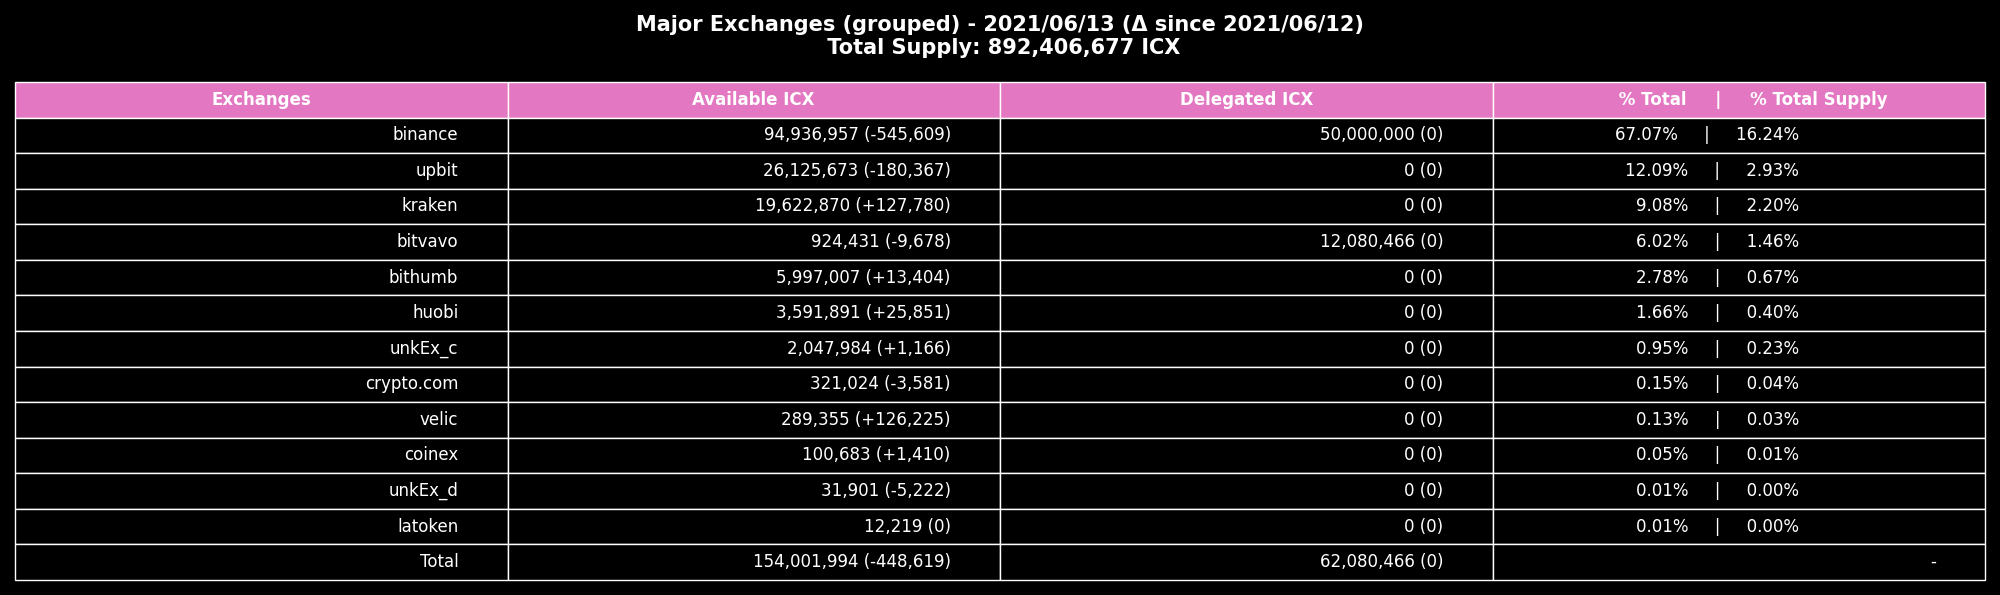 Major Exchanges (grouped) - 2021/06/13 (Δ since 2021/06/12)
Total Supply: 892,406,677 ICX
Exchanges Available ICX Delegated ICX % Total | % Total Supply
binance 94,936,957 (-545,609) 50,000,000 (0) 67.07% | 16.24%
upbit 26,125,673 (-180,367) 0 (0) 12.09% | 2.93%
kraken 19,622,870 (+127,780) 0 (0) 9.08% | 2.20%
bitvavo 924,431 (-9,678) 12,080,466 (0) 6.02% | 1.46%
bithumb 5,997,007 (+13,404) 0 (0) 2.78% | 0.67%
huobi 3,591,891 (+25,851) 0 (0) 1.66% | 0.40%
unkEx_c 2,047,984 (+1,166) 0 (0) 0.95% | 0.23%
crypto.com 321,024 (-3,581) 0 (0) 0.15% | 0.04%
velic 289,355 (+126,225) 0 (0) 0.13% | 0.03%
coinex 100,683 (+1,410) 0 (0) 0.05% | 0.01%
unkEx_d 31,901 (-5,222) 0 (0) 0.01% | 0.00%
latoken 12,219 (0) 0 (0) 0.01% | 0.00%
Total 154,001,994 (-448,619) 62,080,466 (0) -